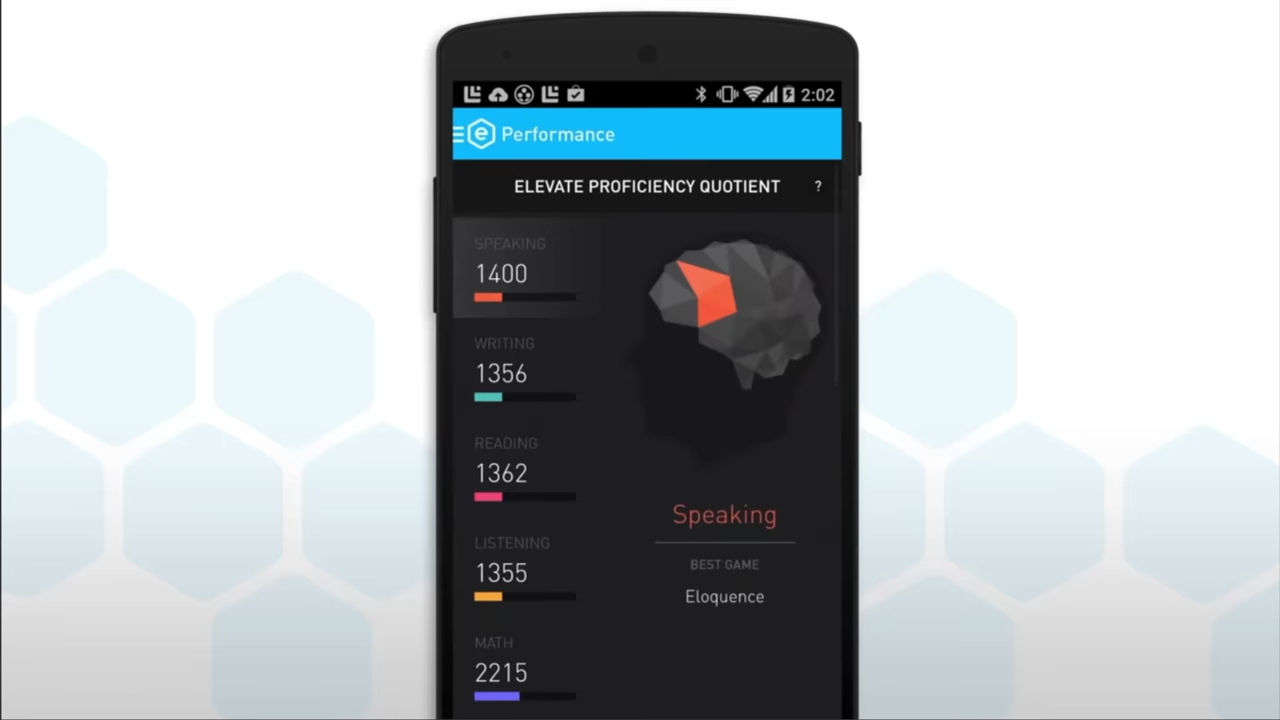 2:02
Performance
ELEVATE PROFICIENCY QUOTIENT ?
SPEAKING
1400
WRITING
1356
READING
1362
LISTENING
1355
MATH
2215
Speaking
BEST GAME
Eloquence